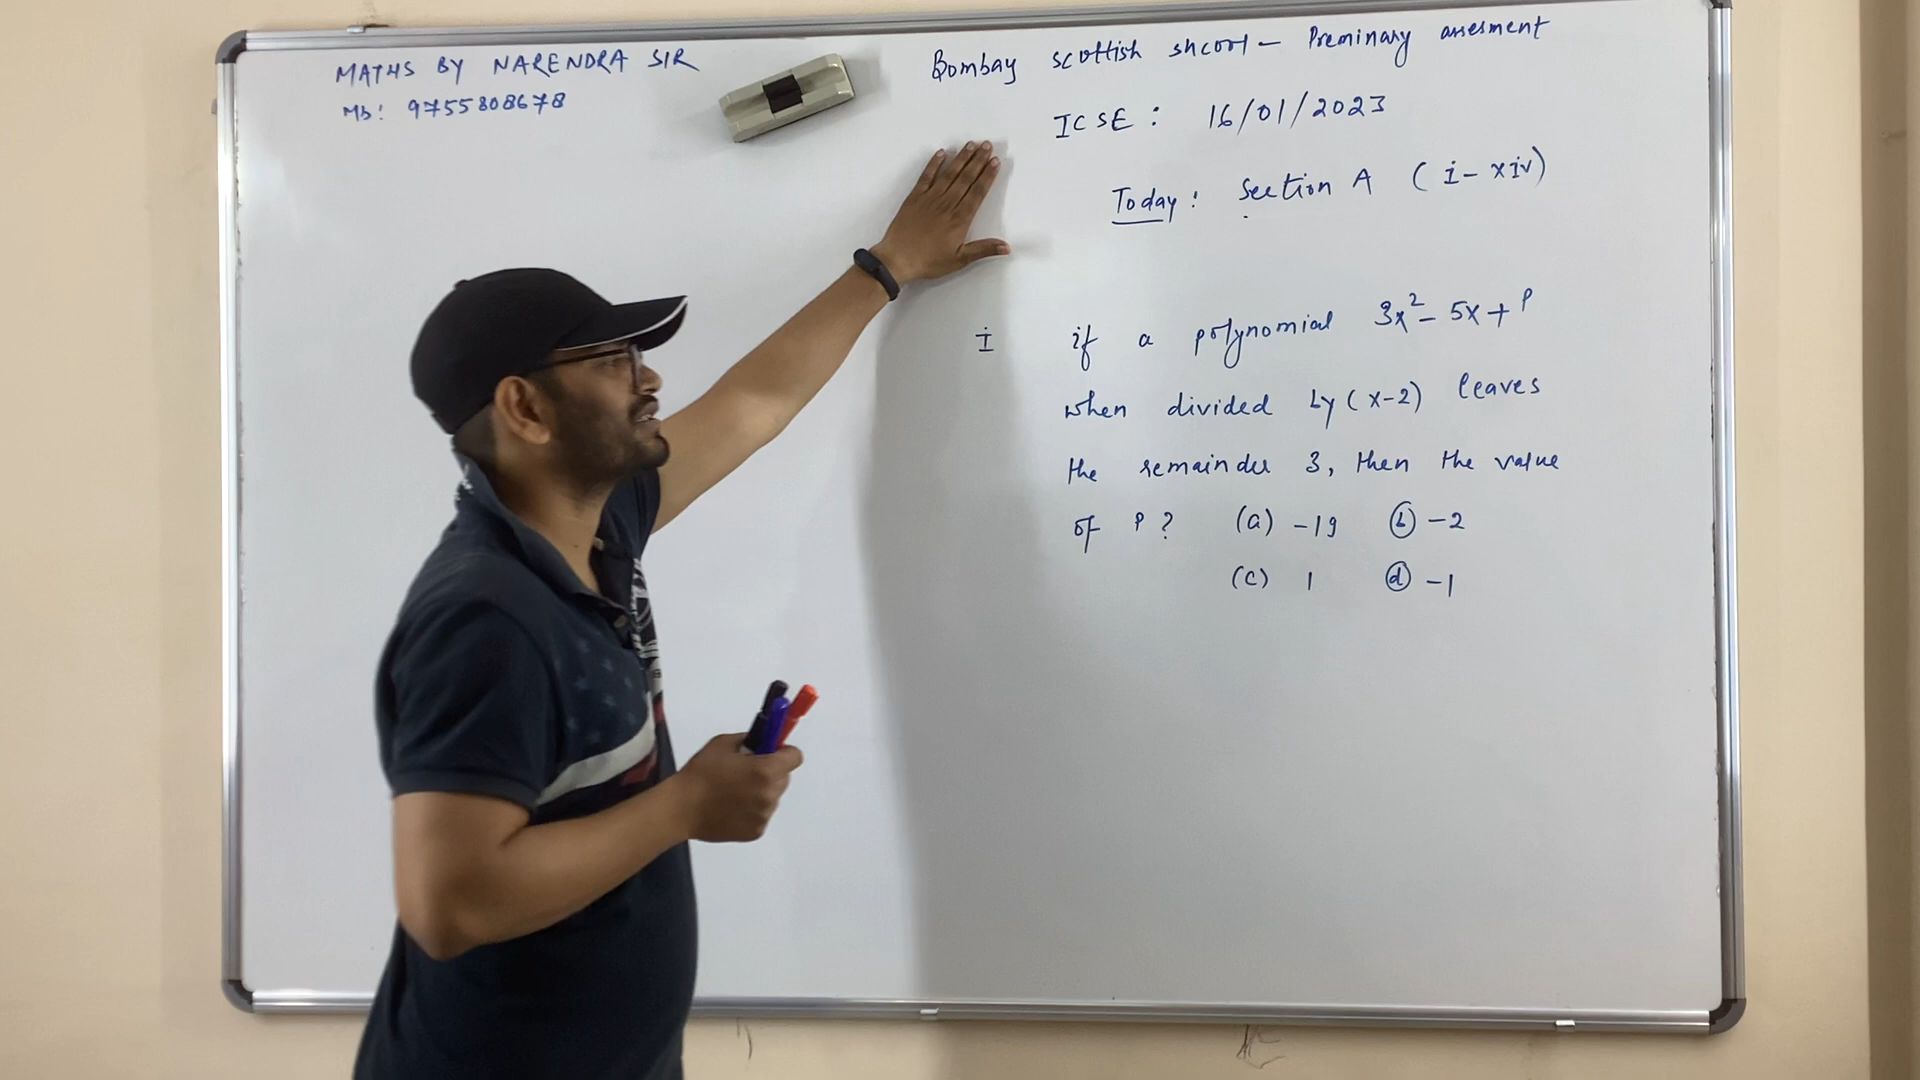 MATHS BY NARENDRA SIR
Mb: 9755808678
Bombay scottish shcool - Preminary assesment
ICSE: 16/01/2023
Today: Section A (i-xiv)
i if a polynomial 3x²-5x+P
when divided by (x-2) leaves
the remainder 3, then the value
of P? (a) -19 (b) -2
(c) 1 (d) -1